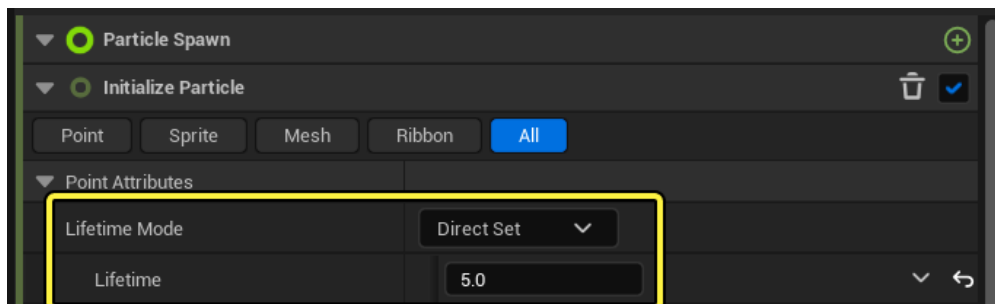 Particle Spawn
Initialize Particle
Point Sprite Mesh Ribbon All
Point Attributes
Lifetime Mode Direct Set
Lifetime 5.0